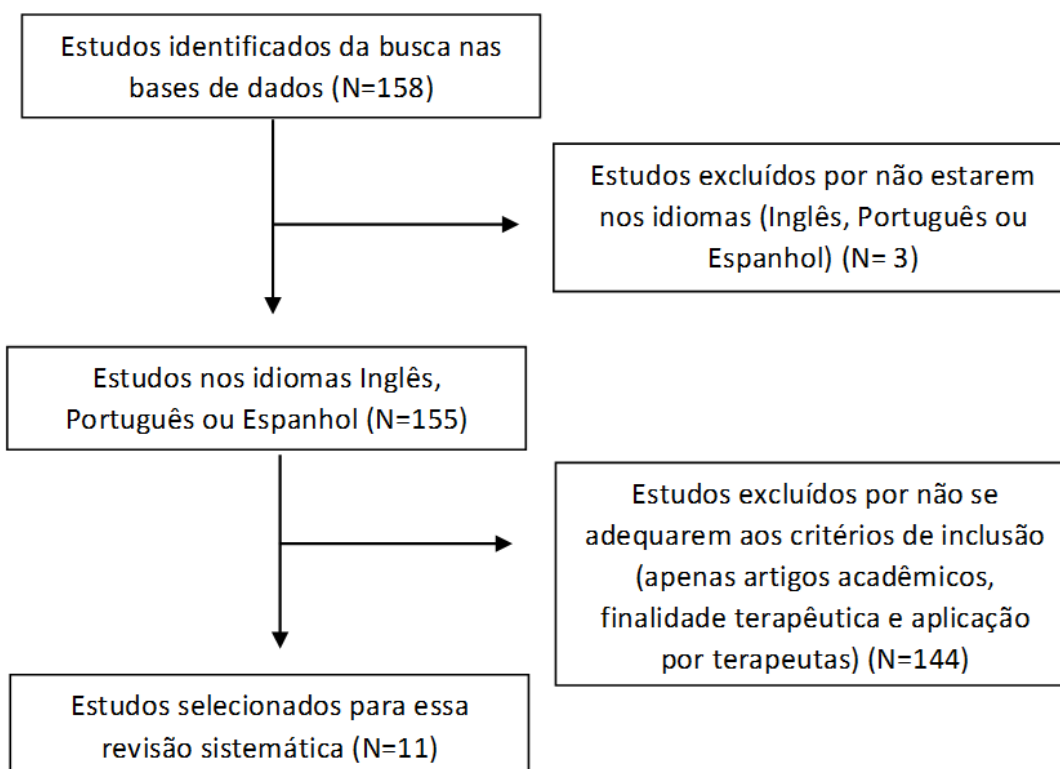 Estudos identificados da busca nas
bases de dados (N=158)
Estudos excluídos por não estarem
nos idiomas (Inglês, Português ou
Espanhol) (N= 3)
Estudos nos idiomas Inglês,
Português ou Espanhol (N=155)
Estudos excluídos por não se
adequarem aos critérios de inclusão
(apenas artigos acadêmicos,
finalidade terapêutica e aplicação
por terapeutas) (N=144)
Estudos selecionados para essa
revisão sistemática (N=11)